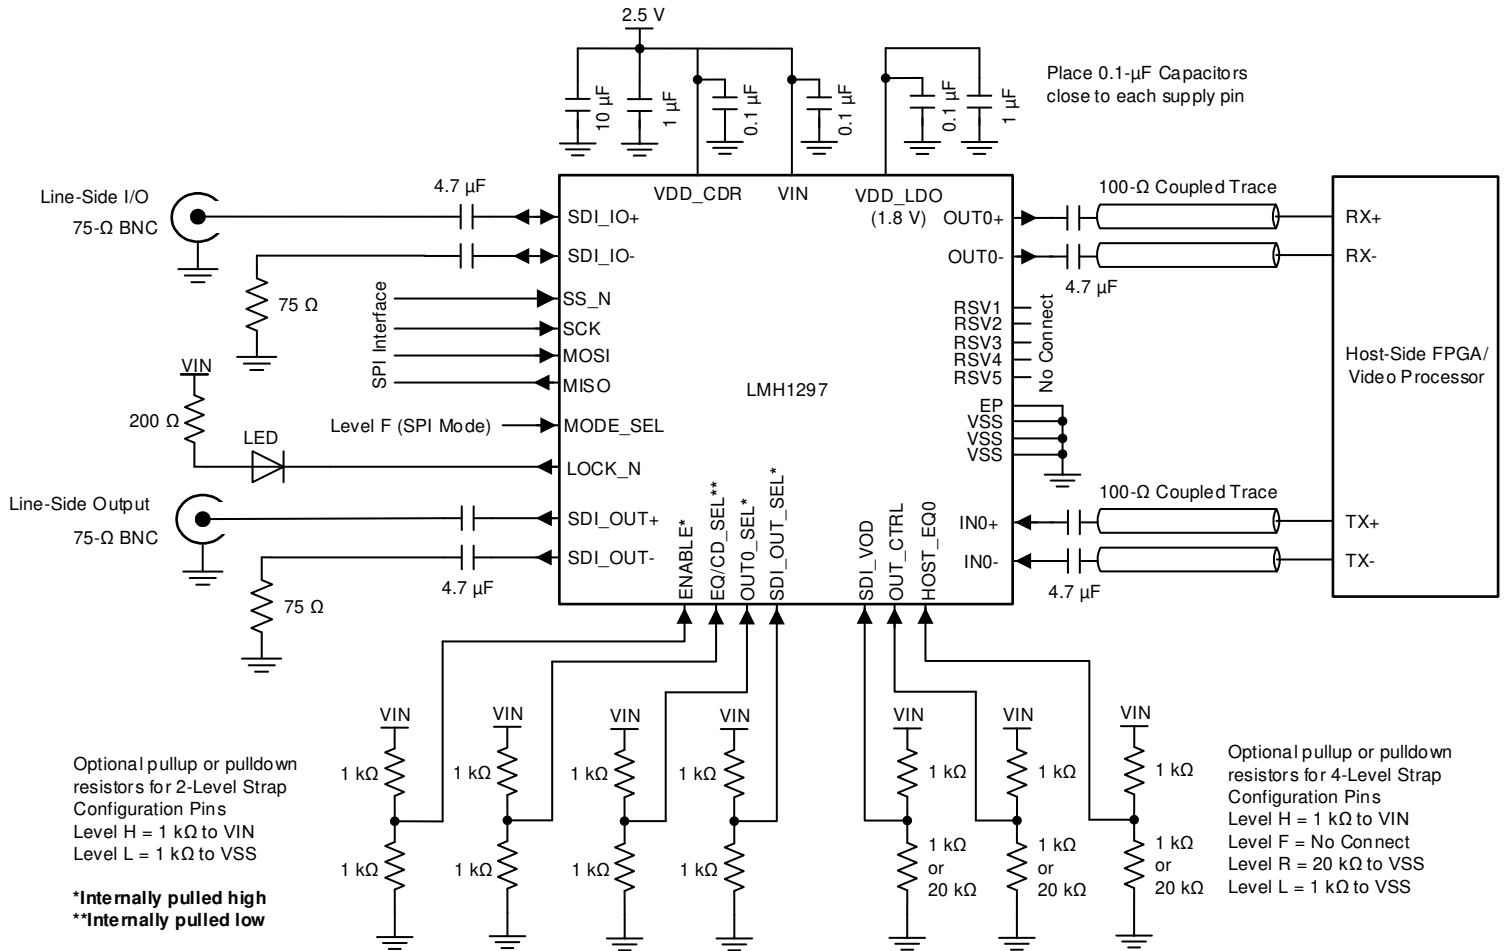 2.5 V
10 µF
1 µF
0.1 µF
0.1 µF
0.1 µF
1 µF
Place 0.1-µF Capacitors
close to each supply pin
Line-Side I/O
75-Ω BNC
4.7 µF
75 Ω
SPI Interface
VIN
200 Ω
LED
Level F (SPI Mode)
Line-Side Output
75-Ω BNC
4.7 µF
75 Ω
VDD_CDR
VIN
VDD_LDO
(1.8 V)
SDI_IO+
SDI_IO-
SS_N
SCK
MOSI
MISO
MODE_SEL
LOCK_N
SDI_OUT+
SDI_OUT-
LMH1297
OUT0+
OUT0-
RSV1
RSV2
RSV3
RSV4
RSV5
No Connect
EP
VSS
VSS
VSS
IN0+
IN0-
ENABLE*
EQ/CD_SEL**
OUT0_SEL*
SDI_OUT_SEL*
SDI_VOD
OUT_CTRL
HOST_EQ0
100-Ω Coupled Trace
4.7 µF
100-Ω Coupled Trace
4.7 µF
RX+
RX-
Host-Side FPGA/
Video Processor
TX+
TX-
Optional pullup or pulldown
resistors for 2-Level Strap
Configuration Pins
Level H = 1 kΩ to VIN
Level L = 1 kΩ to VSS
*Internally pulled high
**Internally pulled low
VIN
1 kΩ
1 kΩ
VIN
1 kΩ
1 kΩ
VIN
1 kΩ
1 kΩ
VIN
1 kΩ
1 kΩ
VIN
1 kΩ
1 kΩ
or
20 kΩ
VIN
1 kΩ
1 kΩ
or
20 kΩ
VIN
1 kΩ
1 kΩ
or
20 kΩ
Optional pullup or pulldown
resistors for 4-Level Strap
Configuration Pins
Level H = 1 kΩ to VIN
Level F = No Connect
Level R = 20 kΩ to VSS
Level L = 1 kΩ to VSS